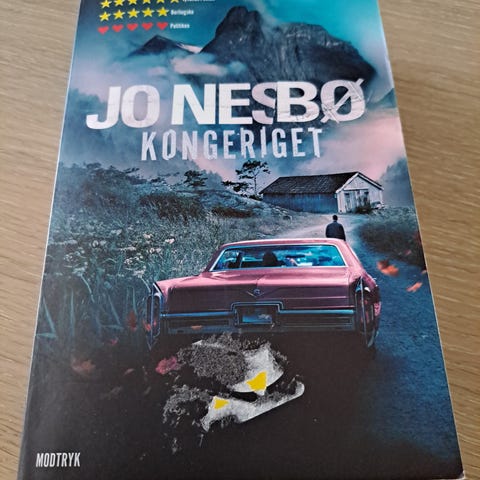 Berlingske
Politiken
JO NESBØ
KONGERIGET
MODTRYK